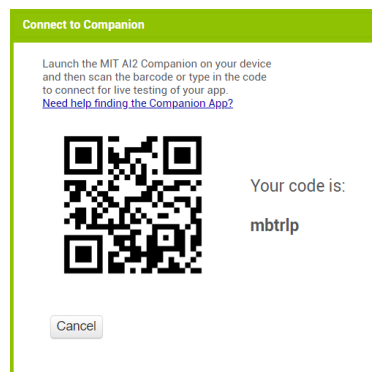 Connect to Companion
Launch the MIT AI2 Companion on your device
and then scan the barcode or type in the code
to connect for live testing of your app.
Need help finding the Companion App?
Your code is:
mbtrlp
Cancel